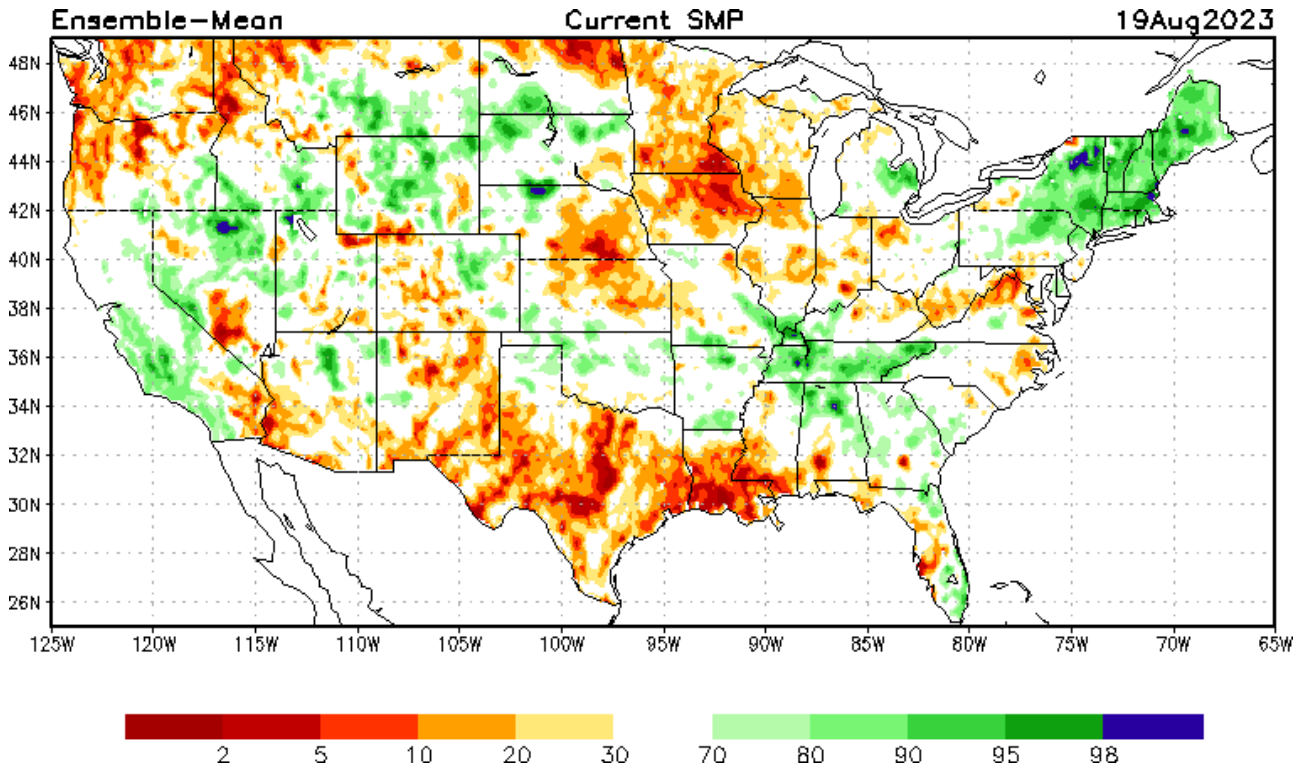 Ensemble-Mean Current SMP 19Aug2023
48N
46N
44N
42N
40N
38N
36N
34N
32N
30N
28N
26N
125W 120W 115W 110W 105W 100W 95W 90W 85W 80W 75W 70W 65W
2 5 10 20 30 70 80 90 95 98